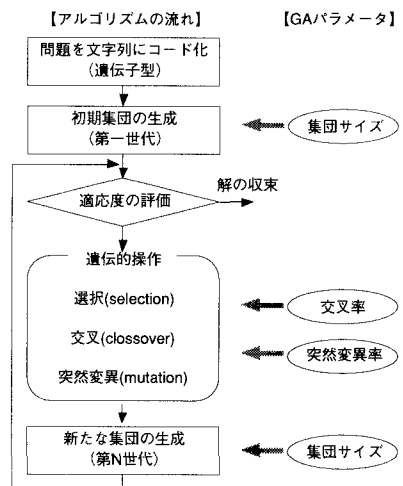 【アルゴリズムの流れ】
【GAパラメータ】
問題を文字列にコード化
(遺伝子型)
初期集団の生成
(第一世代)
集団サイズ
適応度の評価
解の収束
遺伝的操作
選択(selection)
交叉(clossover)
突然変異(mutation)
交叉率
突然変異率
新たな集団の生成
(第N世代)
集団サイズ